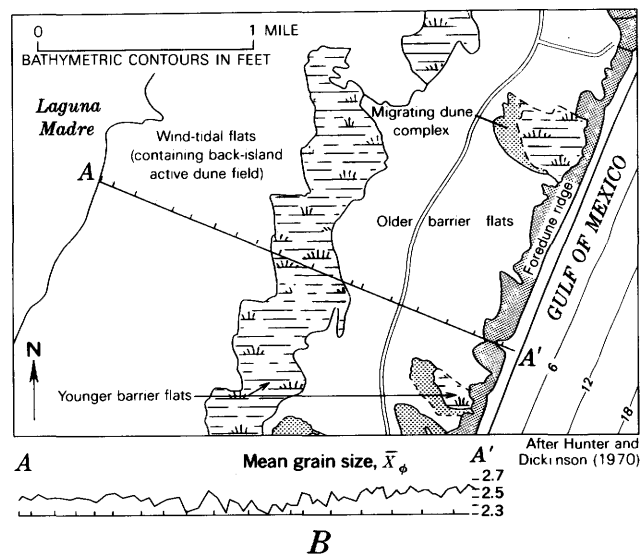 0 1 MILE
BATHYMETRIC CONTOURS IN FEET
Laguna
Madre
Wind-tidal flats
(containing back-island
active dune field)
Migrating dune
complex
A
Older barrier flats
Foredune ridge
GULF OF MEXICO
N
A'
6
12
18
Younger barrier flats
After Hunter and
Dickinson (1970)
A
Mean grain size, X̅ϕ
A'
2.7
2.5
2.3
B